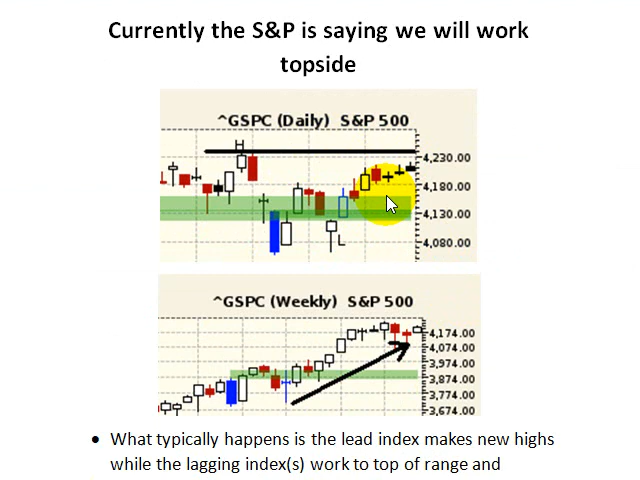 Currently the S&P is saying we will work
topside
^GSPC (Daily) S&P 500
H
4,230.00
4,180.00
4,130.00
L
4,080.00
^GSPC (Weekly) S&P 500
4,174.00
4,074.00
3,974.00
3,874.00
3,774.00
3,674.00
• What typically happens is the lead index makes new highs
while the lagging index(s) work to top of range and